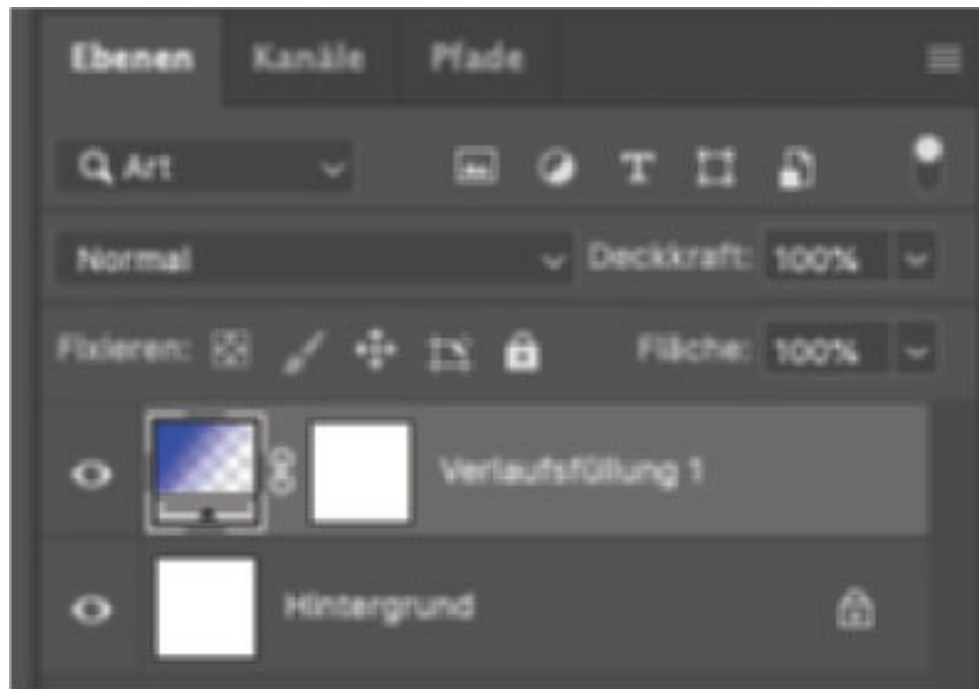 Ebenen Kanäle Pfade
Art
Normal Deckkraft: 100%
Fixieren: Fläche: 100%
Verlaufsfüllung 1
Hintergrund